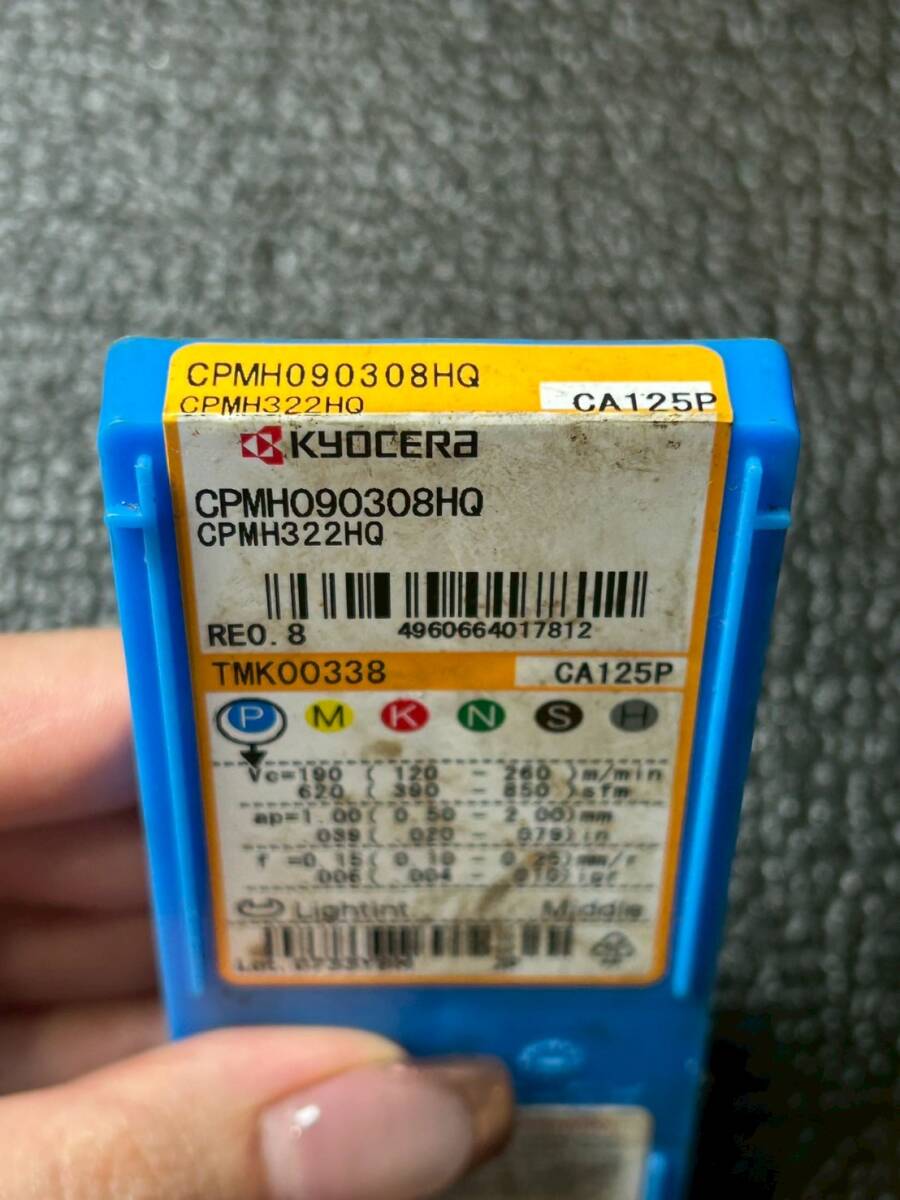 CPMH090308HQ
CPMH322HQ CA125P
KYOCERA
CPMH090308HQ
CPMH322HQ
RE0.8 4960664017812
TMK00338 CA125P
P M K N S H
Vc=190 ( 120 - 260 )m/min
620 ( 390 - 850 )sfm
ap=1.00( 0.50 - 2.00)mm
.039( .020 - .079)in
f =0.15( 0.10 - 0.25)mm/r
.006( .004 - .010)ipr
Lightint Middle
Lot.